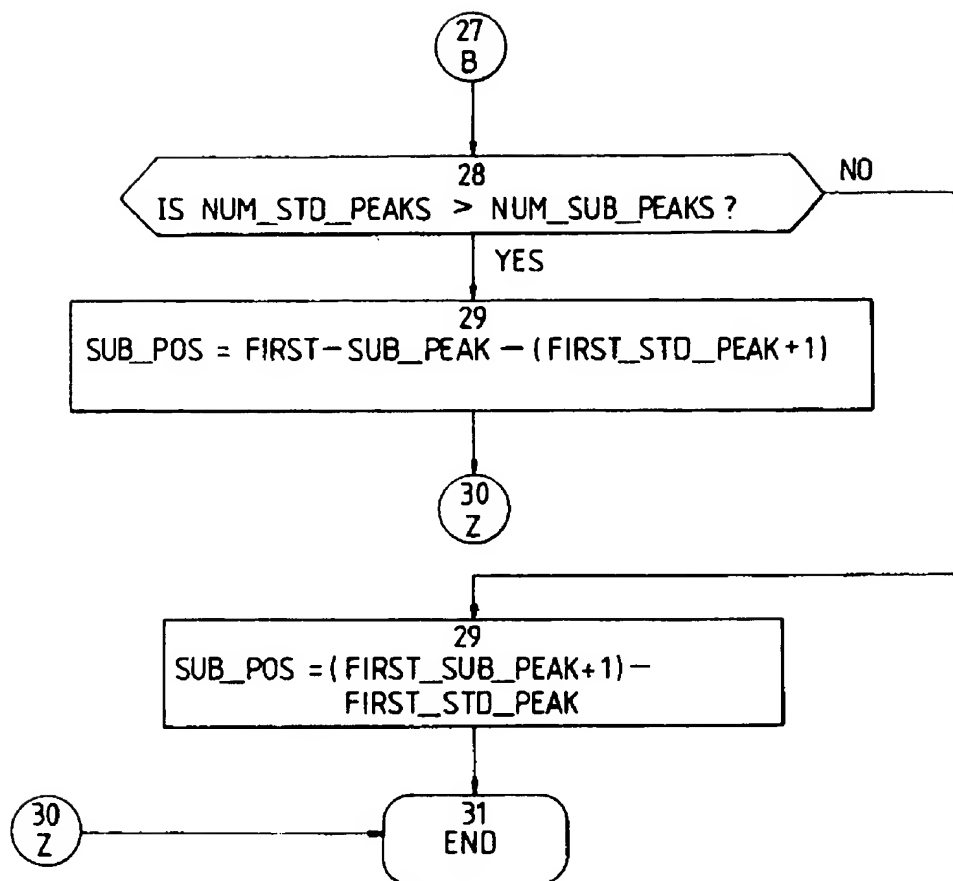 27
B
28
IS NUM_STD_PEAKS > NUM_SUB_PEAKS ?
NO
YES
29
SUB_POS = FIRST-SUB_PEAK-(FIRST_STD_PEAK+1)
30
Z
29
SUB_POS =(FIRST_SUB_PEAK+1)-
FIRST_STD_PEAK
30
Z
31
END